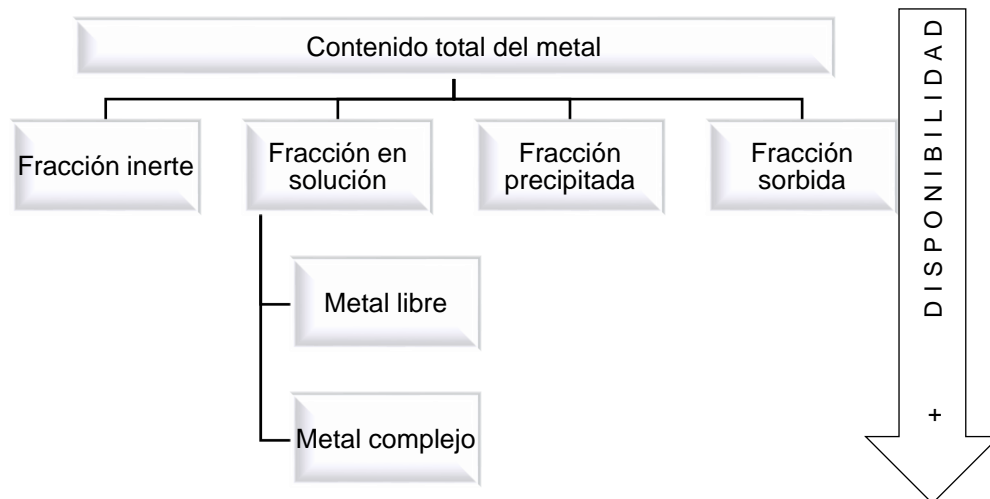 Contenido total del metal
Fracción inerte
Fracción en
solución
Fracción
precipitada
Fracción
sorbida
Metal libre
Metal complejo
DISPONIBILIDAD
+